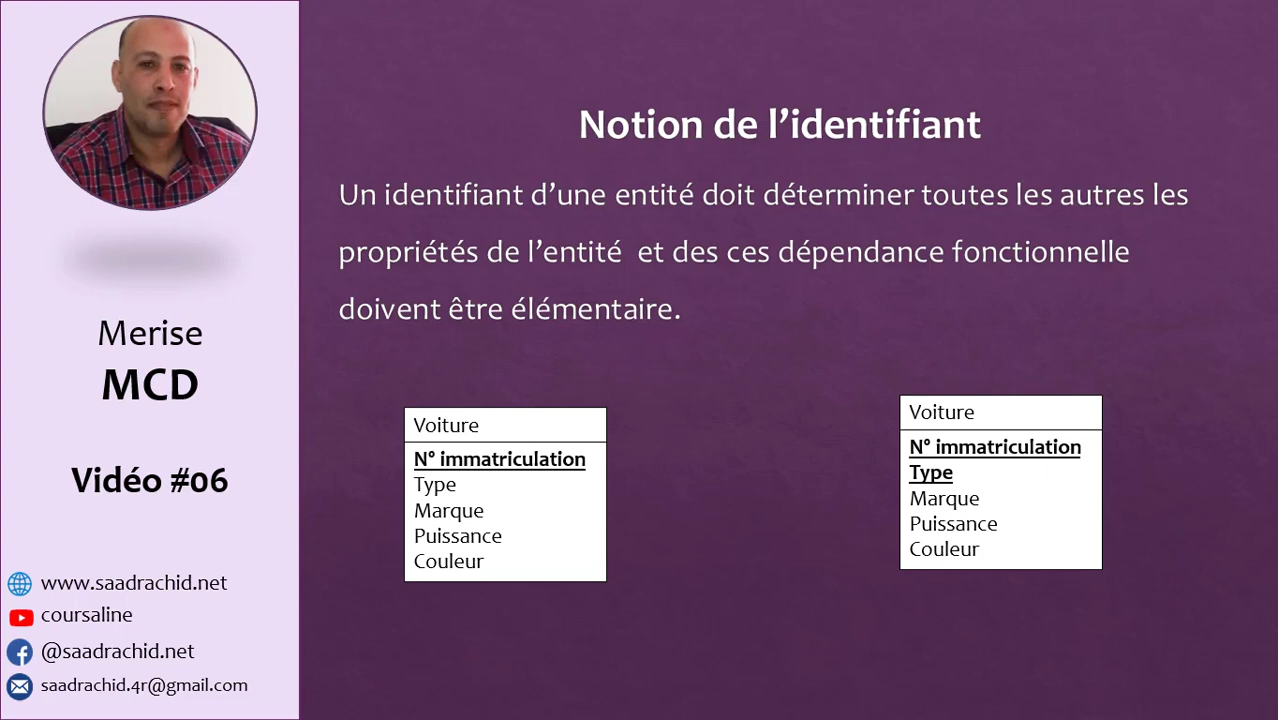 Merise
MCD
Vidéo #06
www.saadrachid.net
coursaline
@saadrachid.net
saadrachid.4r@gmail.com
Notion de l’identifiant
Un identifiant d’une entité doit déterminer toutes les autres les
propriétés de l’entité et des ces dépendance fonctionnelle
doivent être élémentaire.
Voiture
N° immatriculation
Type
Marque
Puissance
Couleur
Voiture
N° immatriculation
Type
Marque
Puissance
Couleur